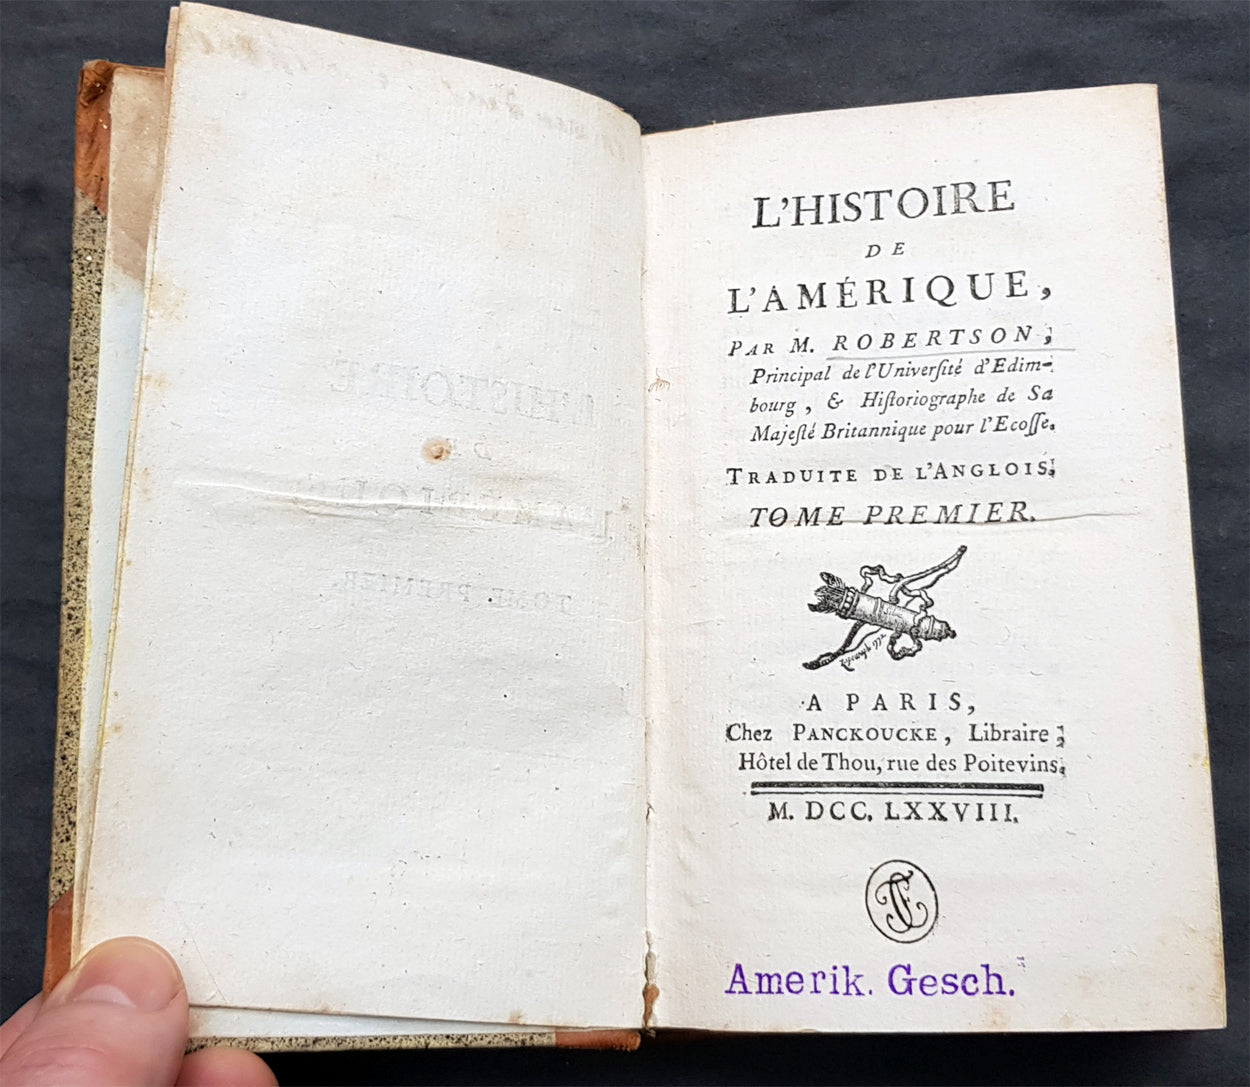 L'HISTOIRE
DE
L'AMÉRIQUE,
PAR M. ROBERTSON,
Principal de l'Univerſité d'Edim-
bourg, & Hiſtoriographe de Sa
Majeſté Britannique pour l'Ecoſſe.
TRADUITE DE L'ANGLOIS.
TOME PREMIER.
A PARIS,
Chez PANCKOUCKE, Libraire,
Hôtel de Thou, rue des Poitevins.
M. DCC. LXXVIII.
Amerik. Gesch.